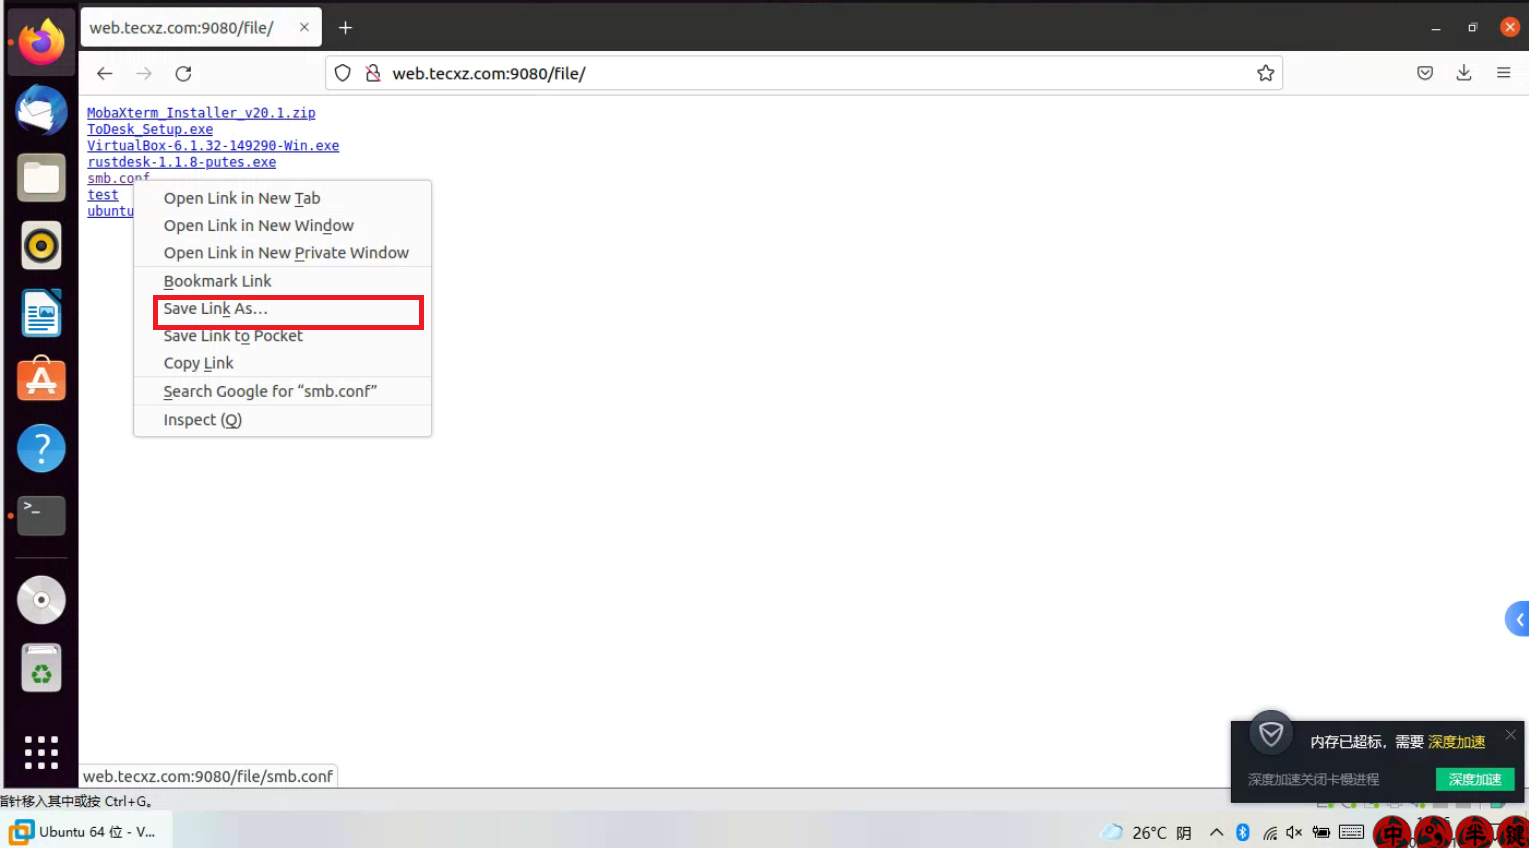 web.tecxz.com:9080/file/
web.tecxz.com:9080/file/
MobaXterm_Installer_v20.1.zip
ToDesk_Setup.exe
VirtualBox-6.1.32-149290-Win.exe
rustdesk-1.1.8-putes.exe
smb.conf
test
ubuntu
Open Link in New Tab
Open Link in New Window
Open Link in New Private Window
Bookmark Link
Save Link As…
Save Link to Pocket
Copy Link
Search Google for “smb.conf”
Inspect (Q)
内存已超标，需要 深度加速
深度加速关闭卡慢进程
深度加速
web.tecxz.com:9080/file/smb.conf
指针移入其中或按 Ctrl+G。
Ubuntu 64 位 - V...
26°C 阴
中
半
键